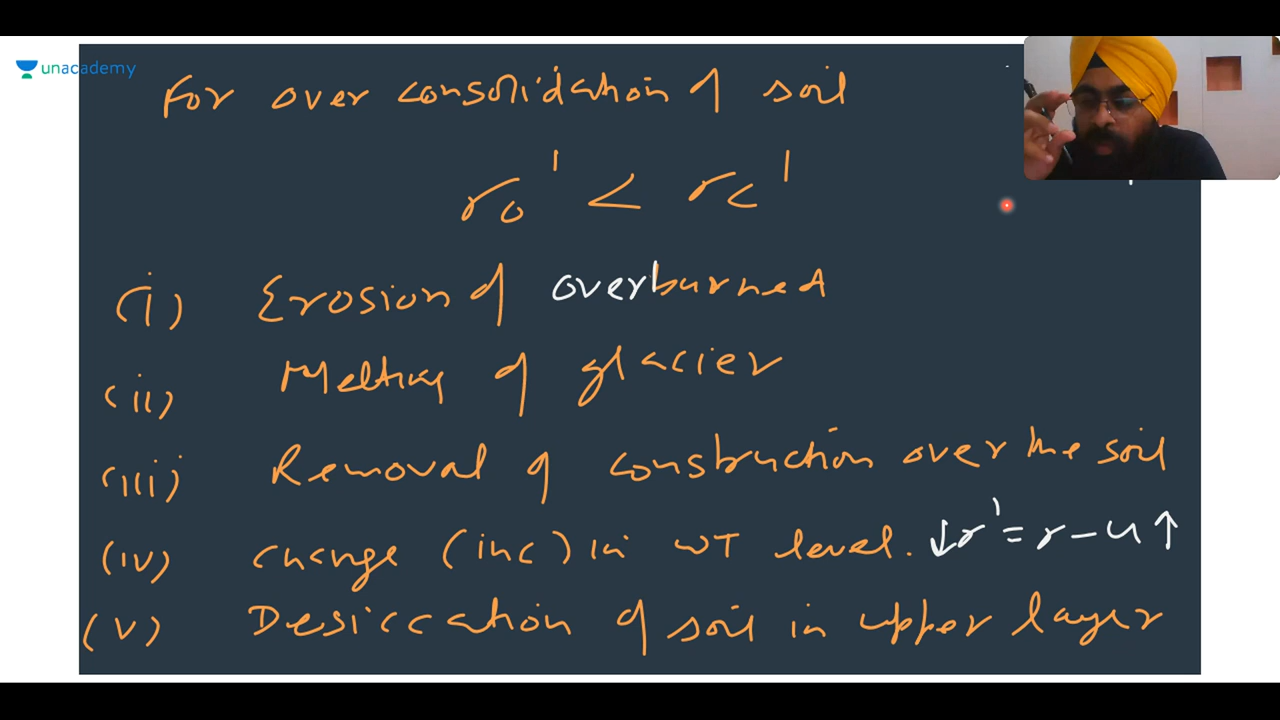 unacademy
For over consolidation of soil
σ0' < σc'
(i) Erosion of overburned
(ii) Melting of glacier
(iii) Removal of construction over the soil
(iv) change (inc) in WT level. ↓σ' = σ - u ↑
(v) Desiccation of soil in upper layer